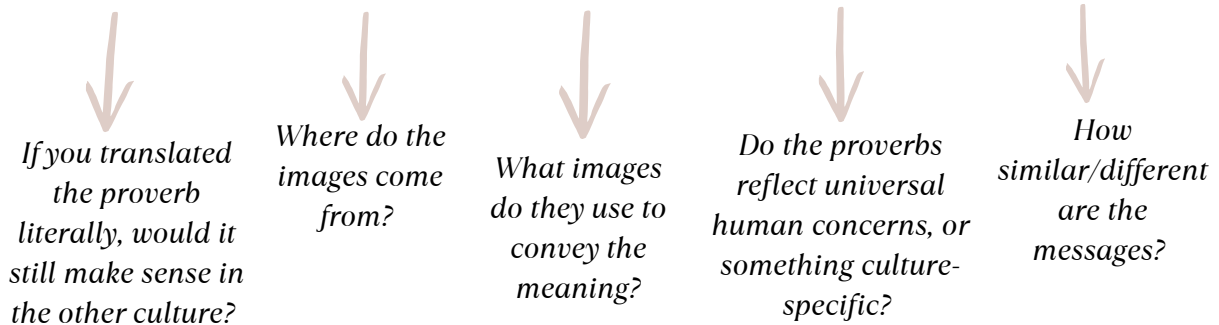 If you translated
the proverb
literally, would it
still make sense in
the other culture?
Where do the
images come
from?
What images
do they use to
convey the
meaning?
Do the proverbs
reflect universal
human concerns, or
something culture-
specific?
How
similar/different
are the
messages?